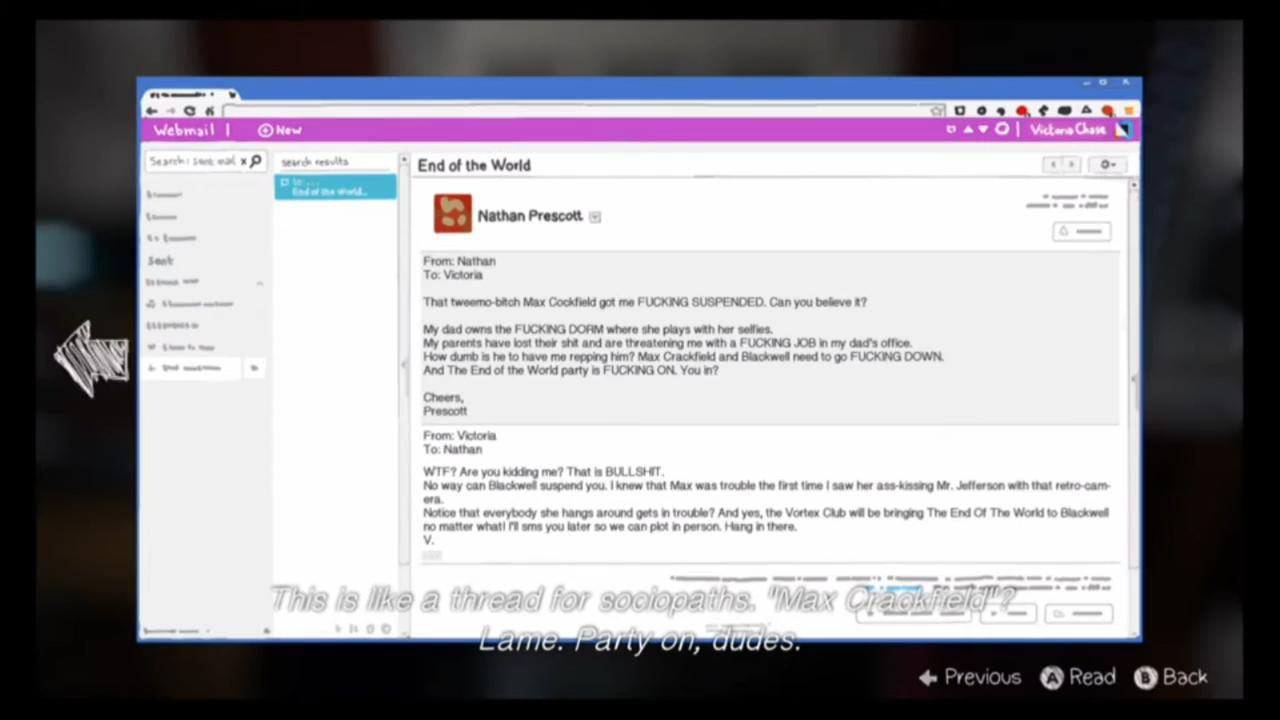 Webmail | + New
Victoria Chase
Search: sent mail x
search results
End of the World
to: ...
End of the World...
Nathan Prescott
Sent
From: Nathan
To: Victoria
That tweemo-bitch Max Cockfield got me FUCKING SUSPENDED. Can you believe it?
My dad owns the FUCKING DORM where she plays with her selfies.
My parents have lost their shit and are threatening me with a FUCKING JOB in my dad's office.
How dumb is he to have me repping him? Max Crackfield and Blackwell need to go FUCKING DOWN.
And The End of the World party is FUCKING ON. You in?
Cheers,
Prescott
From: Victoria
To: Nathan
WTF? Are you kidding me? That is BULLSHIT.
No way can Blackwell suspend you. I knew that Max was trouble the first time I saw her ass-kissing Mr. Jefferson with that retro-cam-
era.
Notice that everybody she hangs around gets in trouble? And yes, the Vortex Club will be bringing The End Of The World to Blackwell
no matter what! I'll sms you later so we can plot in person. Hang in there.
V.
This is like a thread for sociopaths. "Max Crackfield"?
Lame. Party on, dudes.
Previous A Read B Back